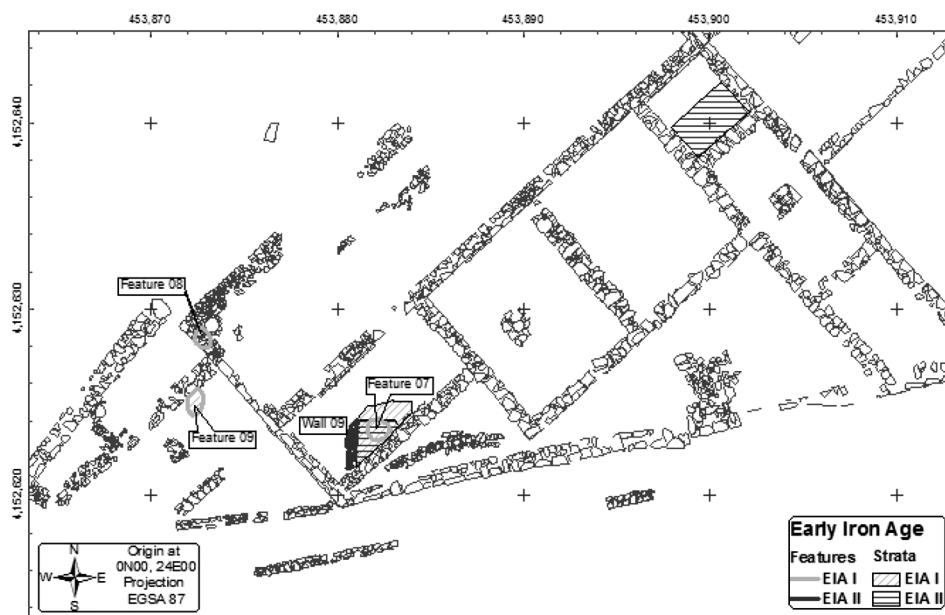 453,870 453,880 453,890 453,900 453,910
4,152,640
4,152,630
4,152,620
Feature 08
Feature 07
Wall 09
Feature 09
N
W E
S
Origin at
0N00, 24E00
Projection
EGSA 87
Early Iron Age
Features Strata
EIA I EIA I
EIA II EIA II